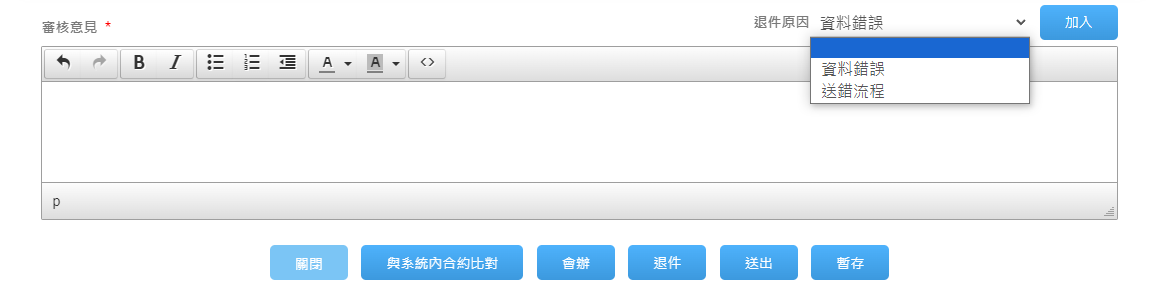 審核意見 * 退件原因 資料錯誤 加入
資料錯誤
送錯流程
B I A A <>
p
關閉 與系統內合約比對 會辦 退件 送出 暫存